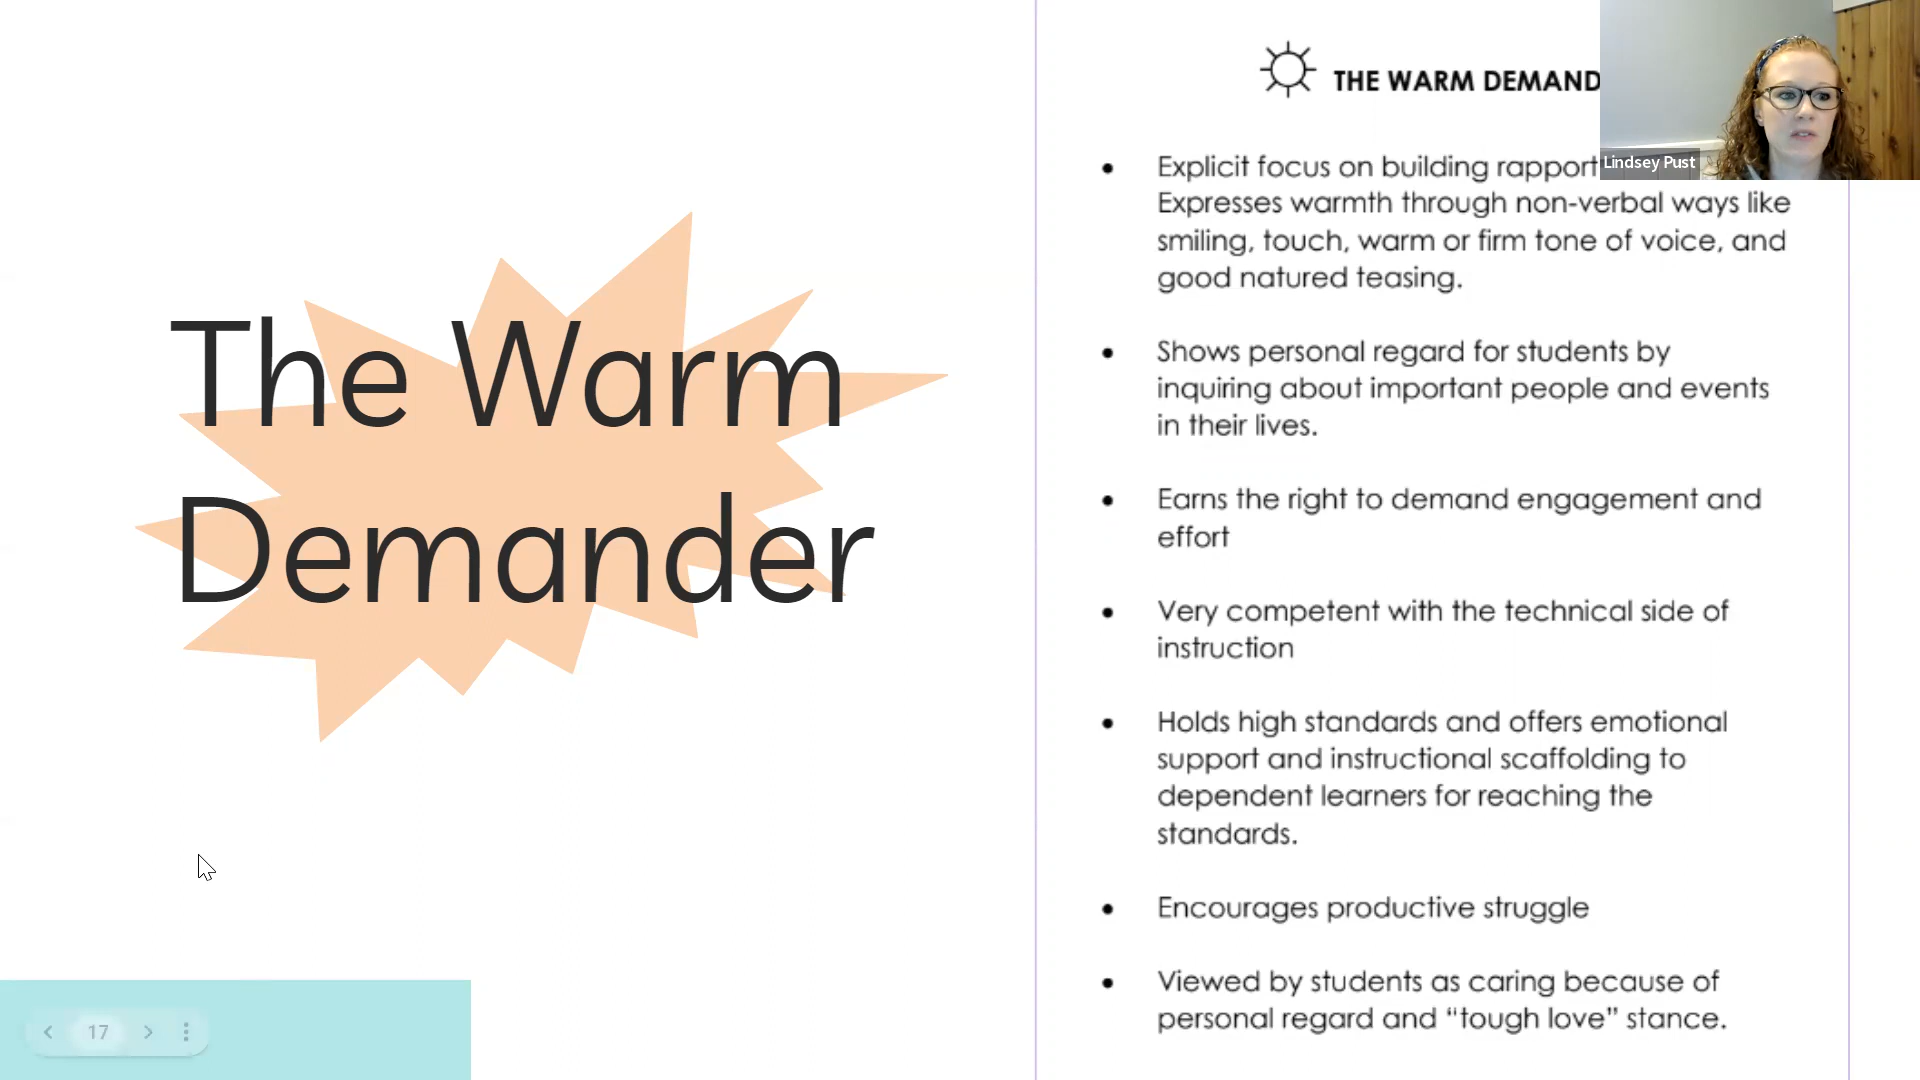 The Warm
Demander
THE WARM DEMAND
Lindsey Pust
• Explicit focus on building rapport
Expresses warmth through non-verbal ways like
smiling, touch, warm or firm tone of voice, and
good natured teasing.
• Shows personal regard for students by
inquiring about important people and events
in their lives.
• Earns the right to demand engagement and
effort
• Very competent with the technical side of
instruction
• Holds high standards and offers emotional
support and instructional scaffolding to
dependent learners for reaching the
standards.
• Encourages productive struggle
• Viewed by students as caring because of
personal regard and “tough love” stance.
17